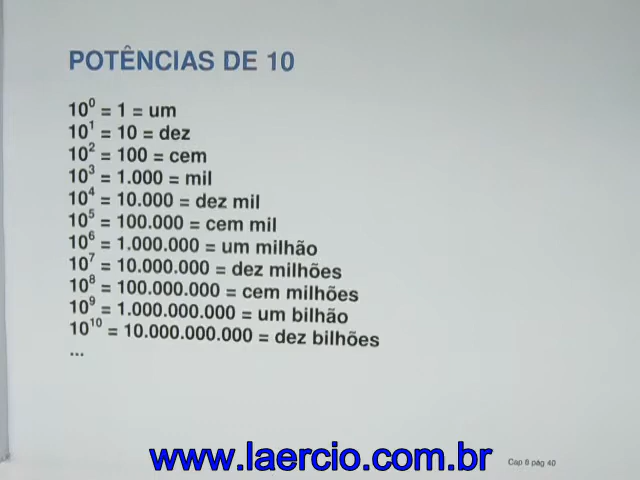 POTÊNCIAS DE 10
10⁰ = 1 = um
10¹ = 10 = dez
10² = 100 = cem
10³ = 1.000 = mil
10⁴ = 10.000 = dez mil
10⁵ = 100.000 = cem mil
10⁶ = 1.000.000 = um milhão
10⁷ = 10.000.000 = dez milhões
10⁸ = 100.000.000 = cem milhões
10⁹ = 1.000.000.000 = um bilhão
10¹⁰ = 10.000.000.000 = dez bilhões
...
www.laercio.com.br
Cap 6 pág 40